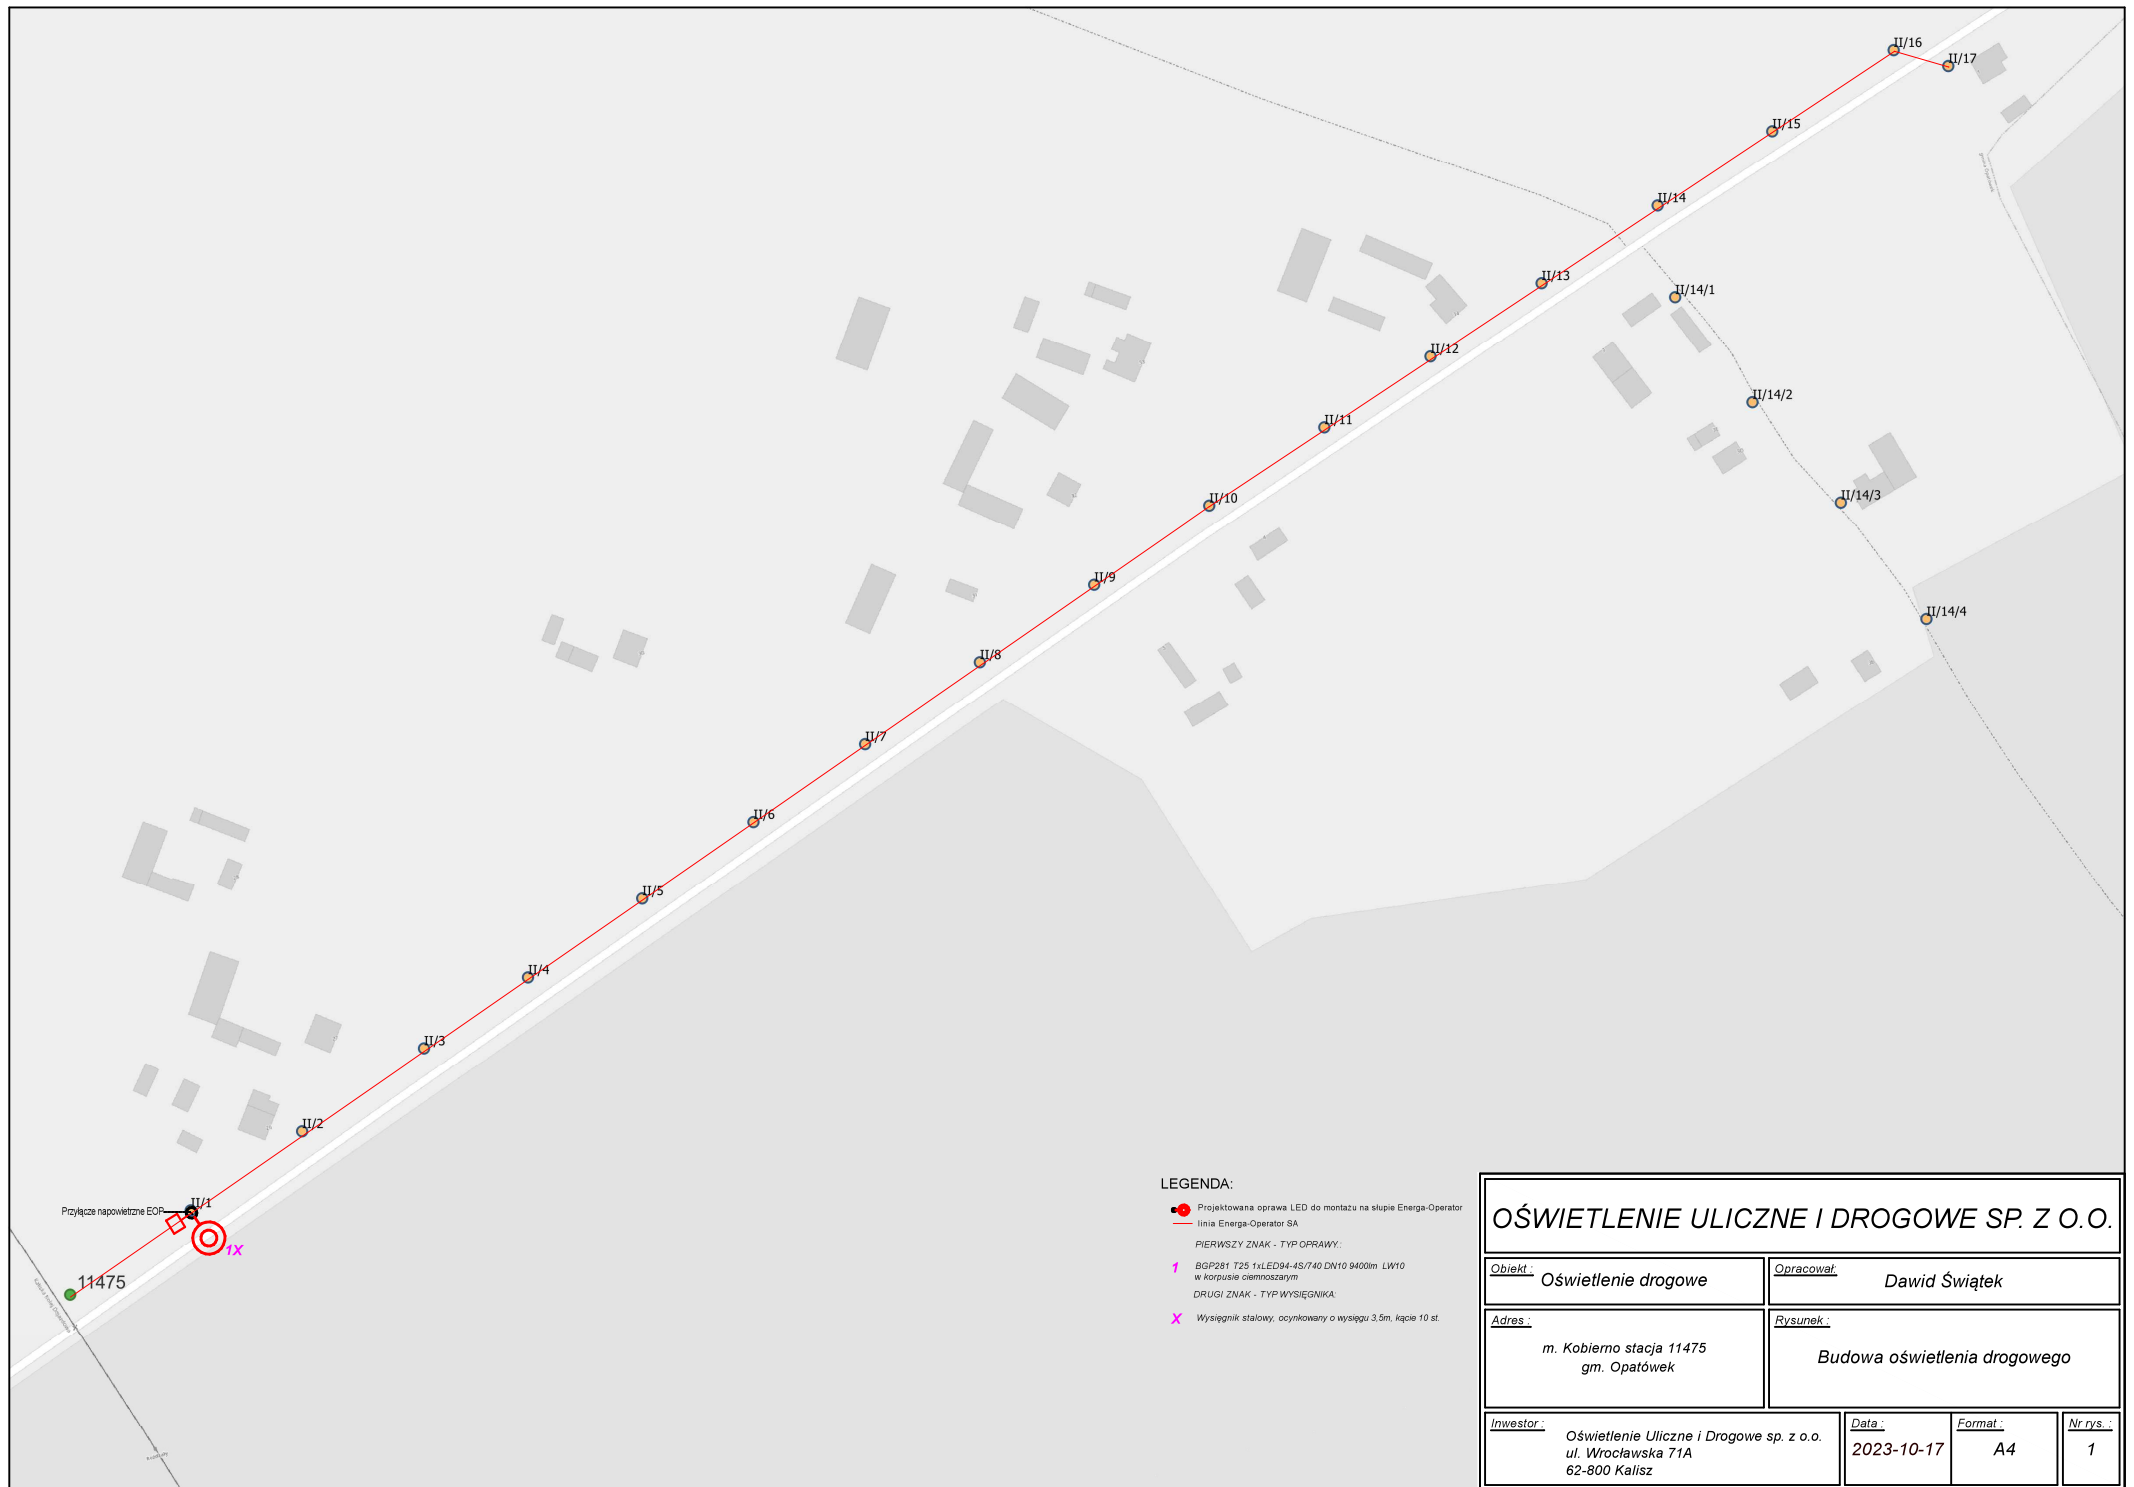 II/16
II/17
II/15
II/14
II/13
II/14/1
II/12
II/14/2
II/11
II/10
II/14/3
II/9
II/14/4
II/8
II/7
II/6
II/5
II/4
II/3
II/2
II/1
Przyłącze napowietrzne EOP
1X
11475
LEGENDA:
Projektowana oprawa LED do montażu na słupie Energa-Operator
linia Energa-Operator SA
PIERWSZY ZNAK - TYP OPRAWY.:
1 BGP281 T25 1xLED94-4S/740 DN10 9400lm LW10
w korpusie ciemnoszarym
DRUGI ZNAK - TYP WYSIĘGNIKA:
X Wysięgnik stalowy, ocynkowany o wysięgu 3,5m, kącie 10 st.
OŚWIETLENIE ULICZNE I DROGOWE SP. Z O.O.
Obiekt : Oświetlenie drogowe
Opracował: Dawid Świątek
Adres :
m. Kobierno stacja 11475
gm. Opatówek
Rysunek :
Budowa oświetlenia drogowego
Inwestor :
Oświetlenie Uliczne i Drogowe sp. z o.o.
ul. Wrocławska 71A
62-800 Kalisz
Data :
2023-10-17
Format :
A4
Nr rys. :
1